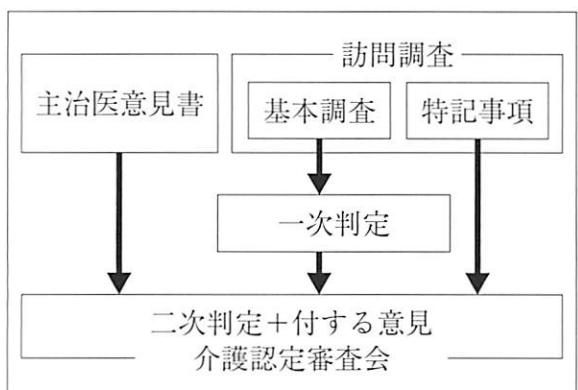 訪問調査
主治医意見書
基本調査
特記事項
一次判定
二次判定＋付する意見
介護認定審査会